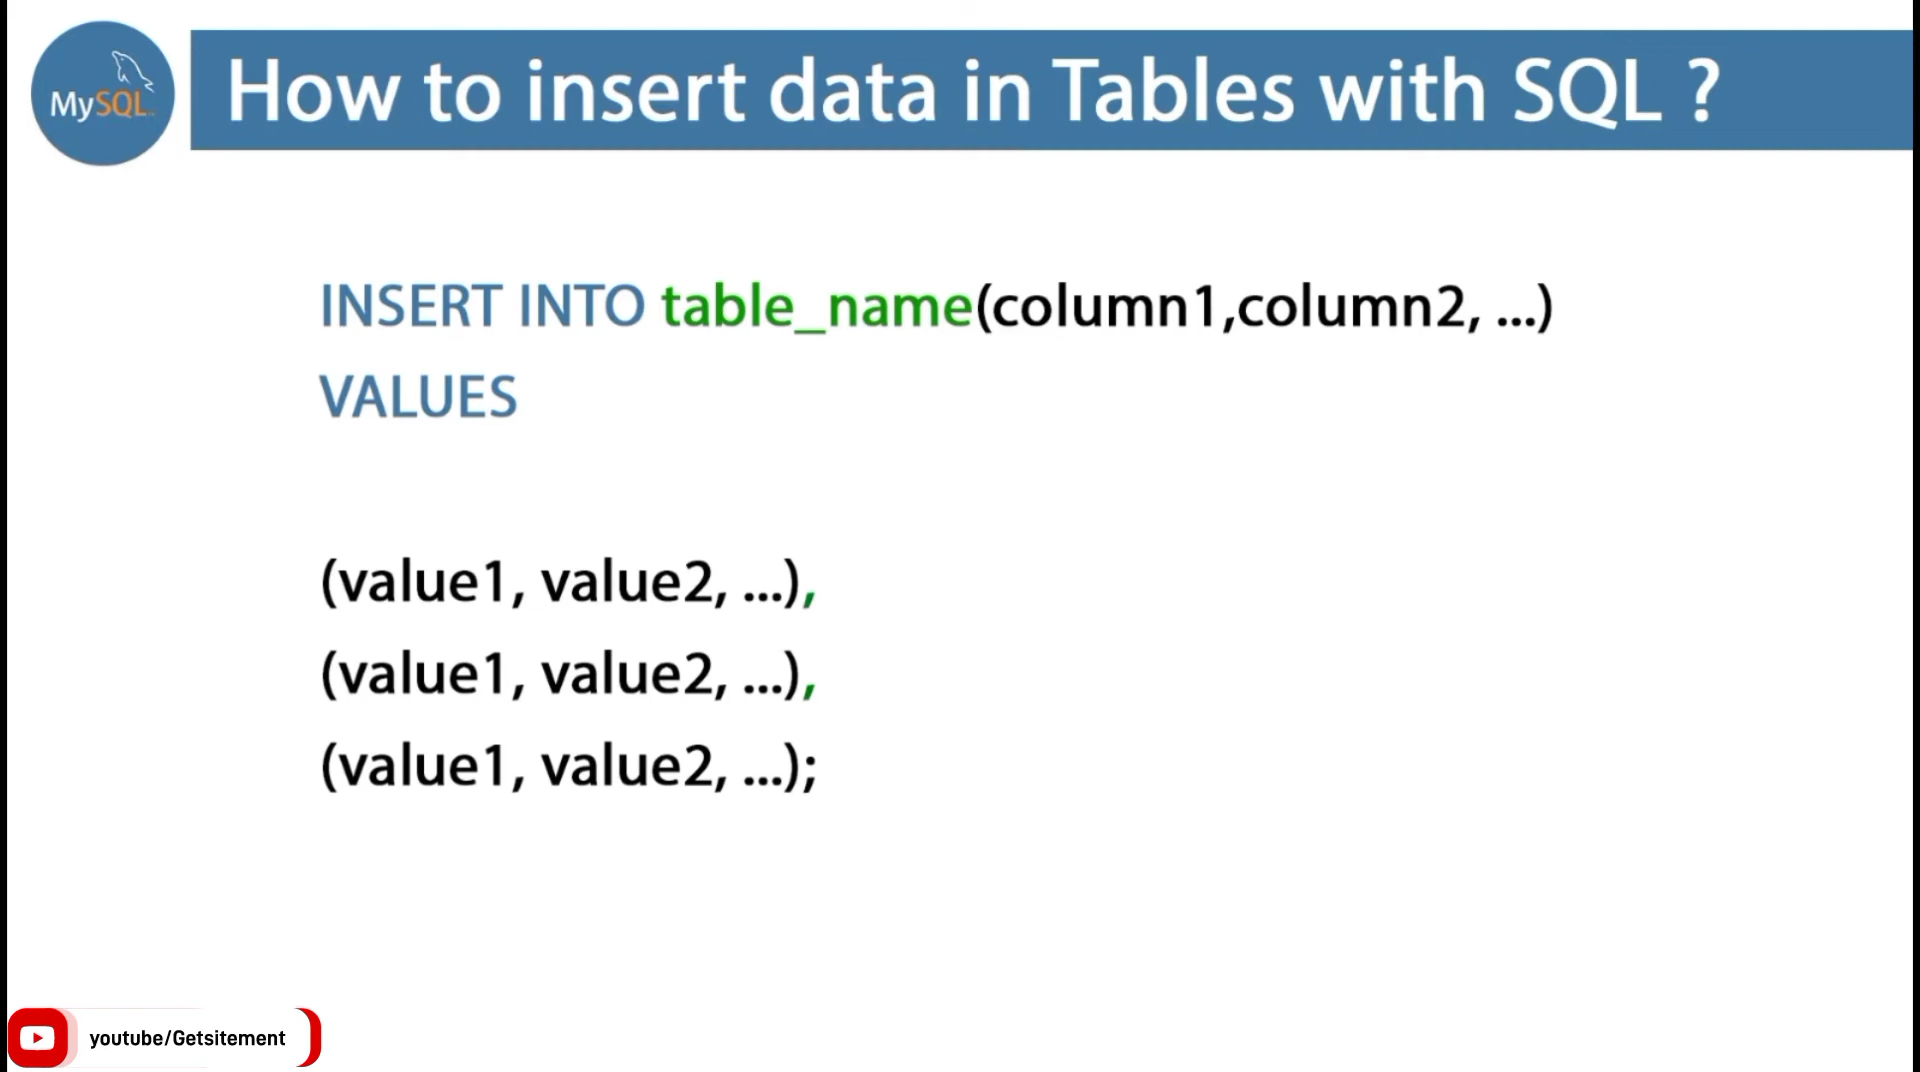 MySQL
How to insert data in Tables with SQL ?
INSERT INTO table_name(column1,column2, ...)
VALUES
(value1, value2, ...),
(value1, value2, ...),
(value1, value2, ...);
youtube/Getsitement